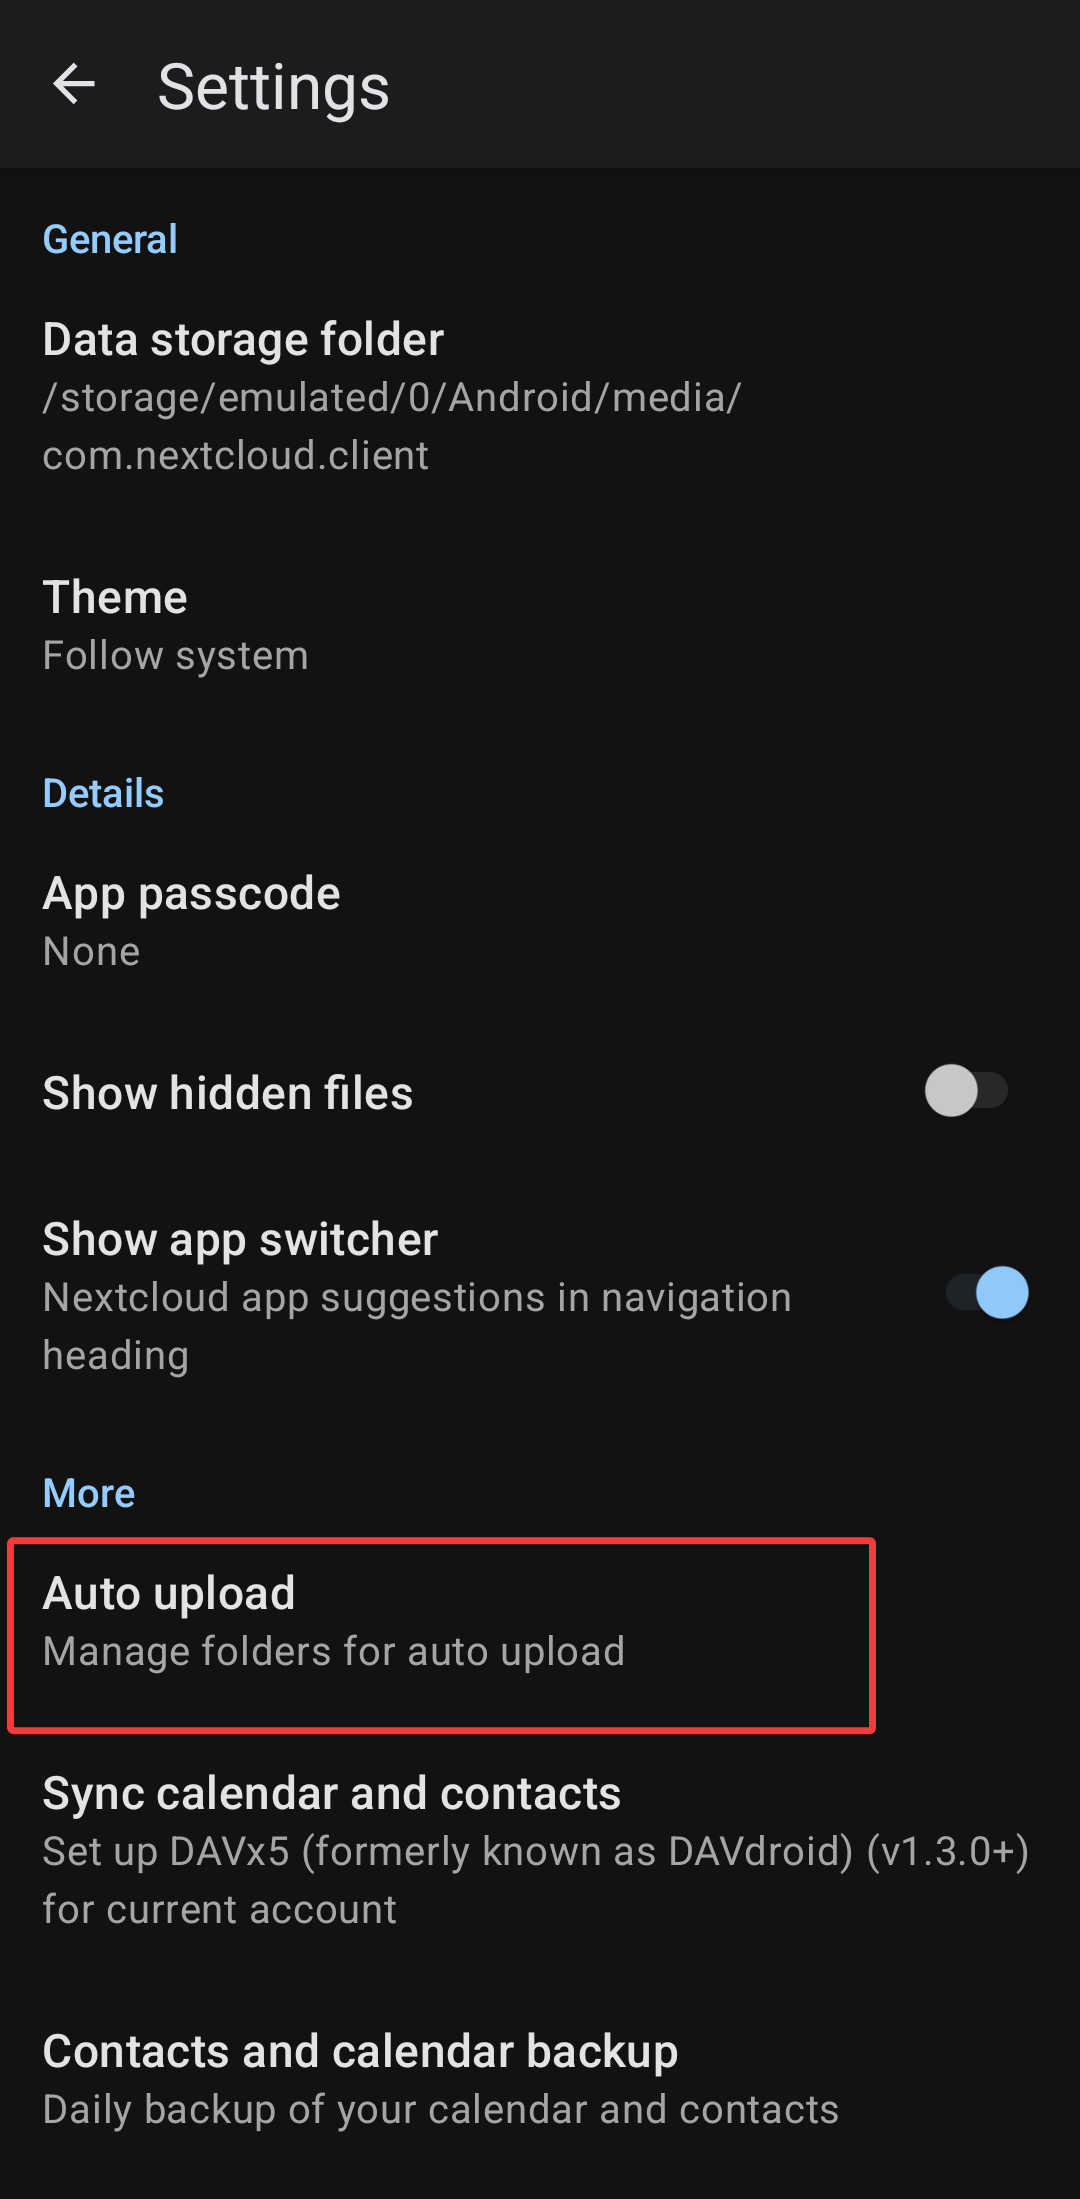 Settings
General
Data storage folder
/storage/emulated/0/Android/media/
com.nextcloud.client
Theme
Follow system
Details
App passcode
None
Show hidden files
Show app switcher
Nextcloud app suggestions in navigation
heading
More
Auto upload
Manage folders for auto upload
Sync calendar and contacts
Set up DAVx5 (formerly known as DAVdroid) (v1.3.0+)
for current account
Contacts and calendar backup
Daily backup of your calendar and contacts